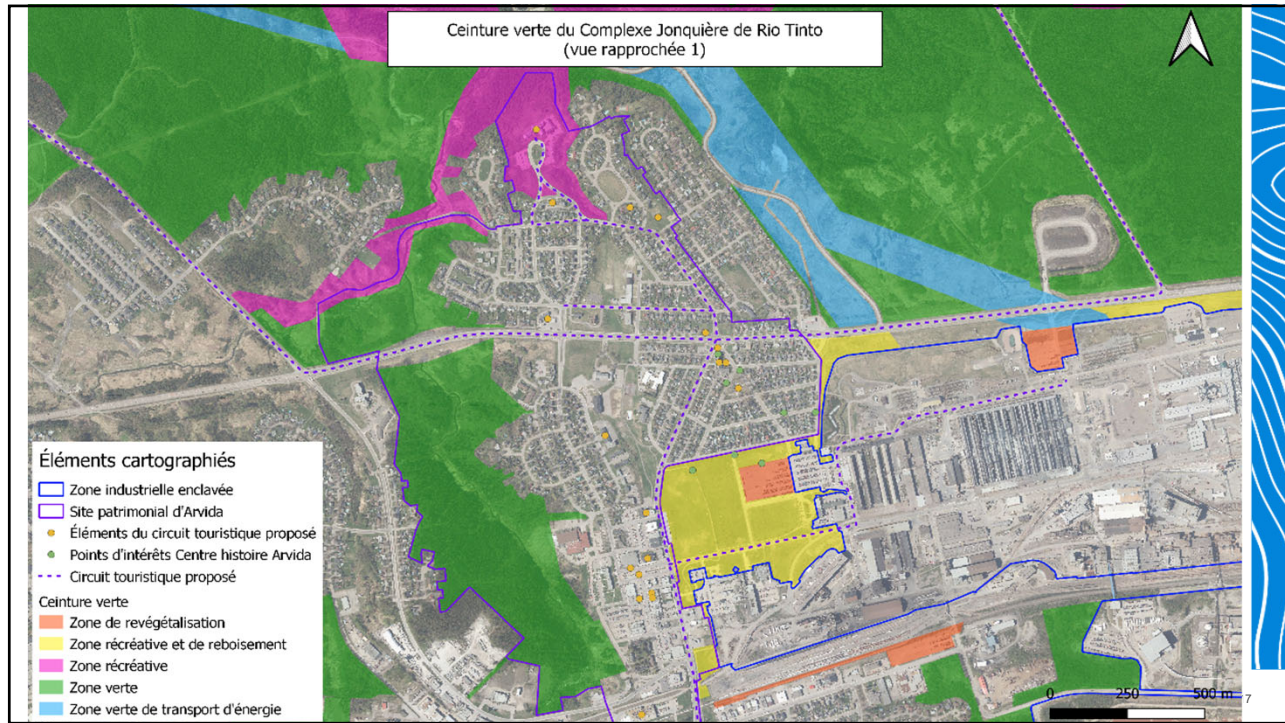 Ceinture verte du Complexe Jonquière de Rio Tinto
(vue rapprochée 1)
Éléments cartographiés
Zone industrielle enclavée
Site patrimonial d'Arvida
Éléments du circuit touristique proposé
Points d'intérêts Centre histoire Arvida
Circuit touristique proposé
Ceinture verte
Zone de revégétalisation
Zone récréative et de reboisement
Zone récréative
Zone verte
Zone verte de transport d'énergie
0 250 500 m
7